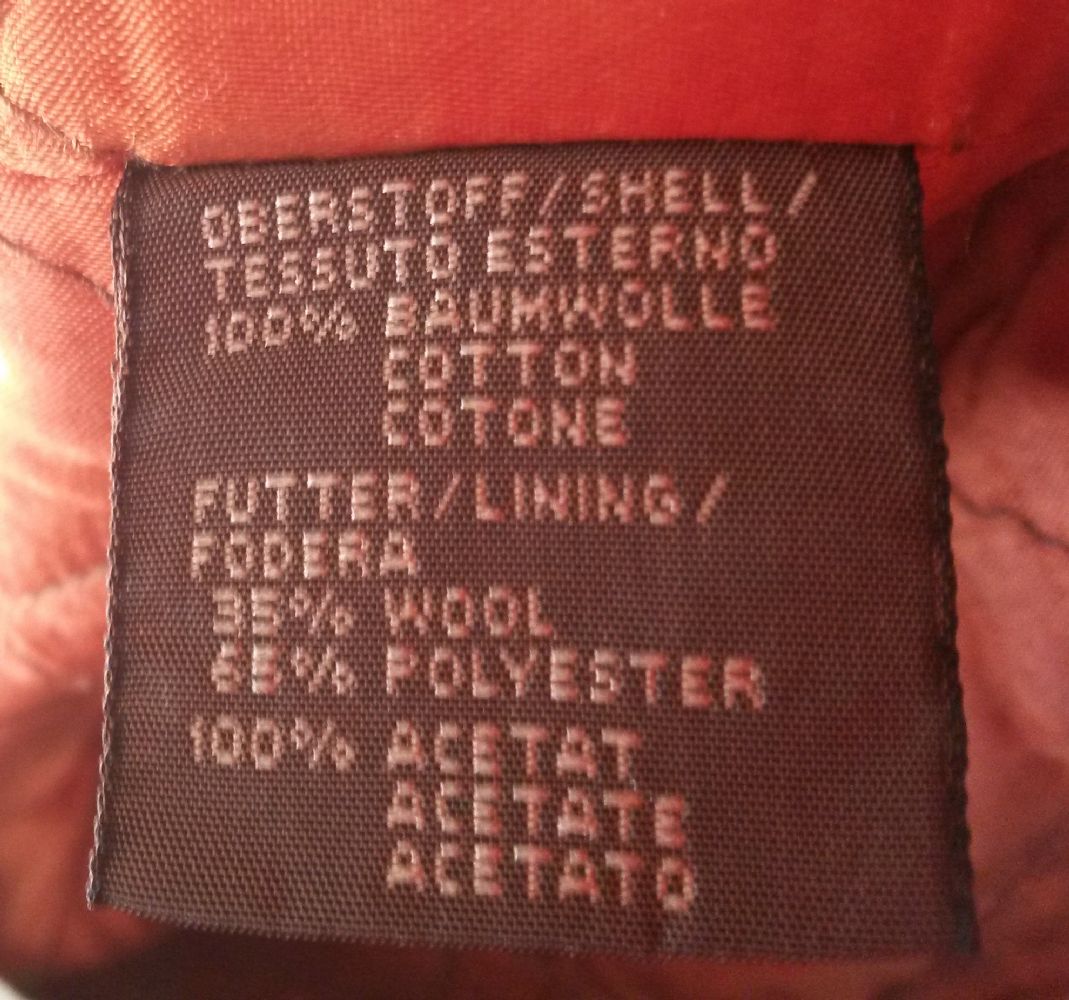 OBERSTOFF/SHELL/
TESSUTO ESTERNO
100% BAUMWOLLE
COTTON
COTONE
FUTTER/LINING/
FODERA
35% WOOL
65% POLYESTER
100% ACETAT
ACETATE
ACETATO